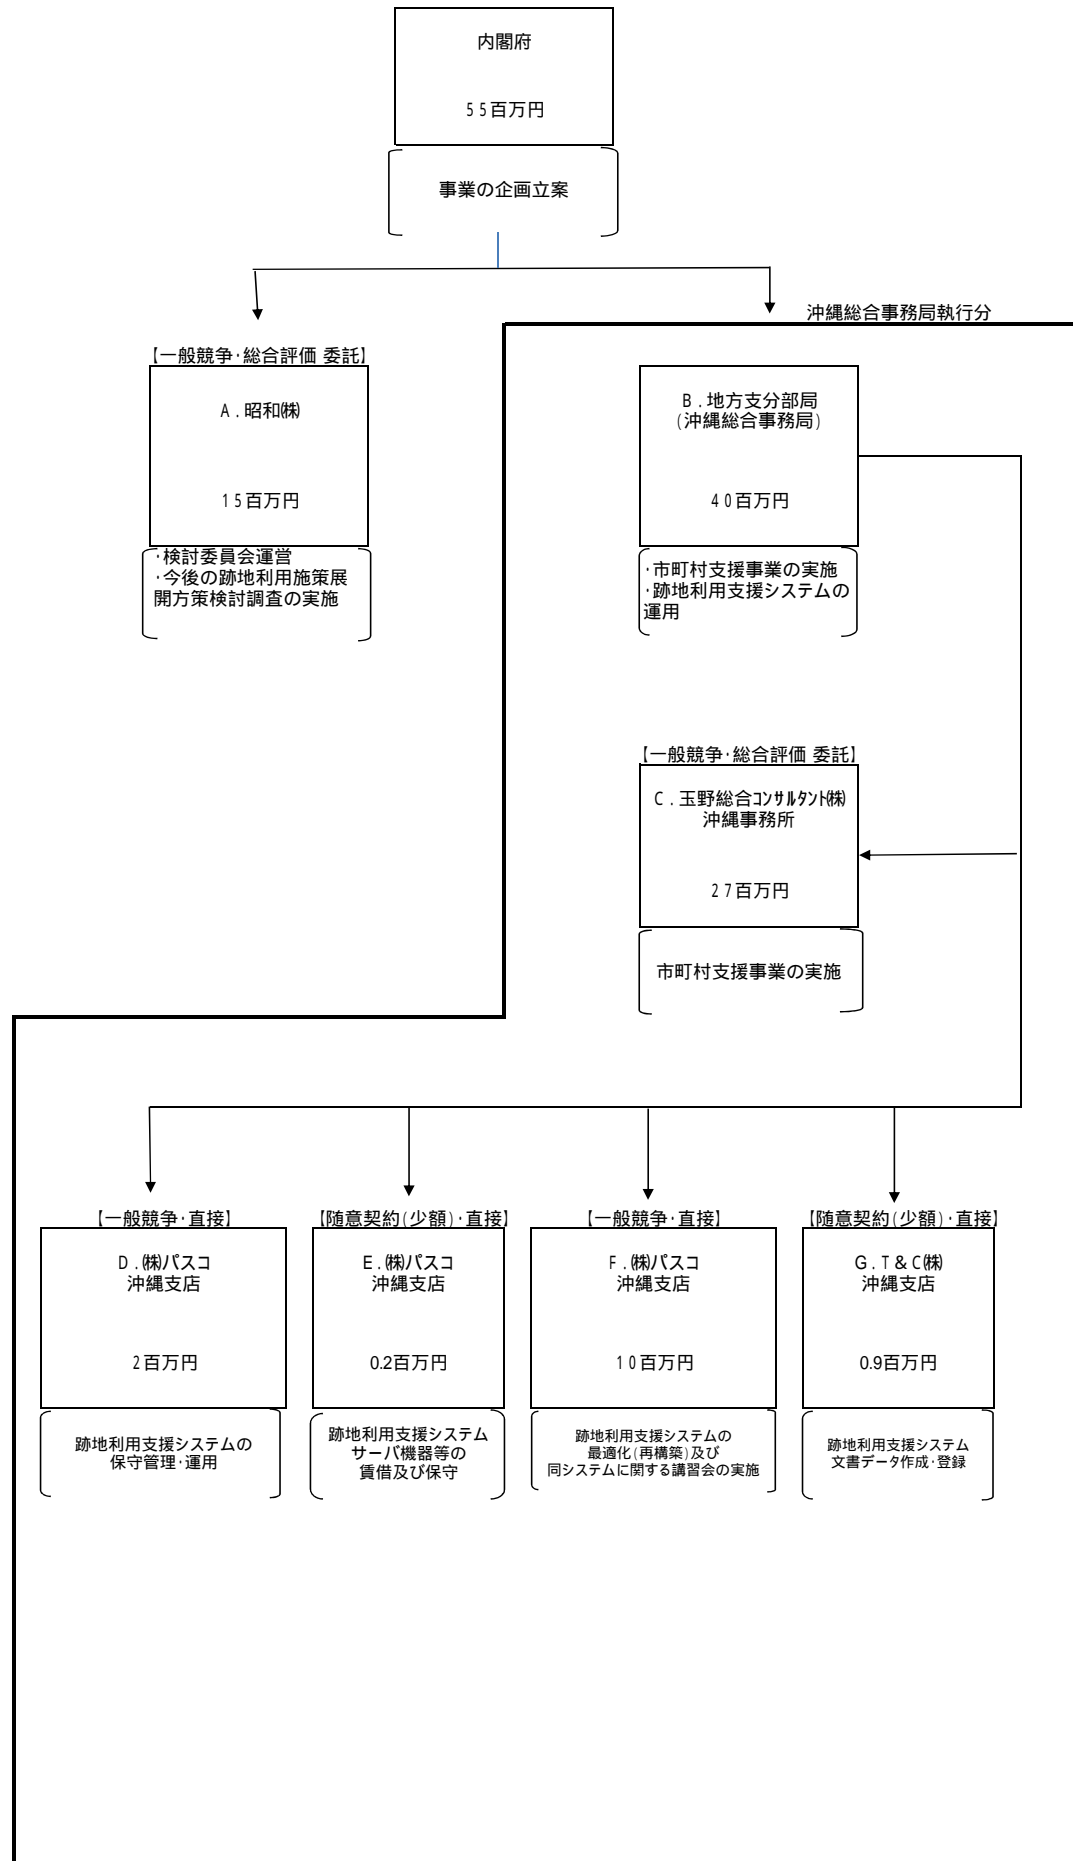 内閣府
55百万円
事業の企画立案
沖縄総合事務局執行分
【一般競争・総合評価 委託】
A.昭和㈱
15百万円
・検討委員会運営
・今後の跡地利用施策展
開方策検討調査の実施
B.地方支分部局
(沖縄総合事務局)
40百万円
・市町村支援事業の実施
・跡地利用支援システムの
運用
【一般競争・総合評価 委託】
C.玉野総合ｺﾝｻﾙﾀﾝﾄ㈱
沖縄事務所
27百万円
市町村支援事業の実施
【一般競争・直接】
D.㈱パスコ
沖縄支店
2百万円
跡地利用支援システムの
保守管理・運用
【随意契約(少額)・直接】
E.㈱パスコ
沖縄支店
0.2百万円
跡地利用支援システム
サーバ機器等の
賃借及び保守
【一般競争・直接】
F.㈱パスコ
沖縄支店
10百万円
跡地利用支援システムの
最適化(再構築)及び
同システムに関する講習会の実施
【随意契約(少額)・直接】
G.T&C㈱
沖縄支店
0.9百万円
跡地利用支援システム
文書データ作成・登録